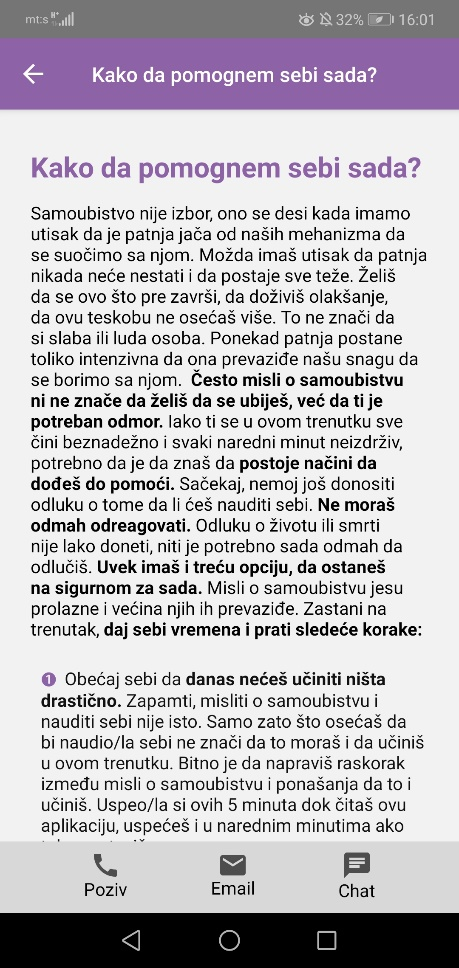 mt:s H+ 32% 16:01
Kako da pomognem sebi sada?
Kako da pomognem sebi sada?
Samoubistvo nije izbor, ono se desi kada imamo
utisak da je patnja jača od naših mehanizma da
se suočimo sa njom. Možda imaš utisak da patnja
nikada neće nestati i da postaje sve teže. Želiš
da se ovo što pre završi, da doživiš olakšanje,
da ovu teskobu ne osećaš više. To ne znači da
si slaba ili luda osoba. Ponekad patnja postane
toliko intenzivna da ona prevaziđe našu snagu da
se borimo sa njom. Često misli o samoubistvu
ni ne znače da želiš da se ubiješ, već da ti je
potreban odmor. Iako ti se u ovom trenutku sve
čini beznadežno i svaki naredni minut neizdrživ,
potrebno da je da znaš da postoje načini da
dođeš do pomoći. Sačekaj, nemoj još donositi
odluku o tome da li ćeš nauditi sebi. Ne moraš
odmah odreagovati. Odluku o životu ili smrti
nije lako doneti, niti je potrebno sada odmah da
odlučiš. Uvek imaš i treću opciju, da ostaneš
na sigurnom za sada. Misli o samoubistvu jesu
prolazne i većina njih ih prevaziđe. Zastani na
trenutak, daj sebi vremena i prati sledeće korake:
1 Obećaj sebi da danas nećeš učiniti ništa
drastično. Zapamti, misliti o samoubistvu i
nauditi sebi nije isto. Samo zato što osećaš da
bi naudio/la sebi ne znači da to moraš i da učiniš
u ovom trenutku. Bitno je da napraviš raskorak
između misli o samoubistvu i ponašanja da to i
učiniš. Uspeo/la si ovih 5 minuta dok čitaš ovu
aplikaciju, uspećeš i u narednim minutima ako
Poziv Email Chat